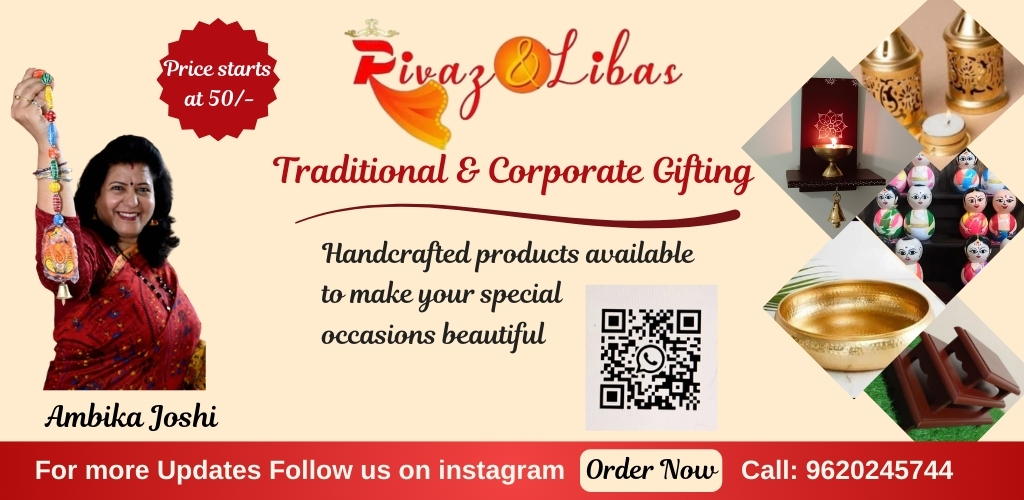 Price starts
at 50/-
Rivaz & Libas
Traditional & Corporate Gifting
Handcrafted products available
to make your special
occasions beautiful
Ambika Joshi
For more Updates Follow us on instagram
Order Now
Call: 9620245744